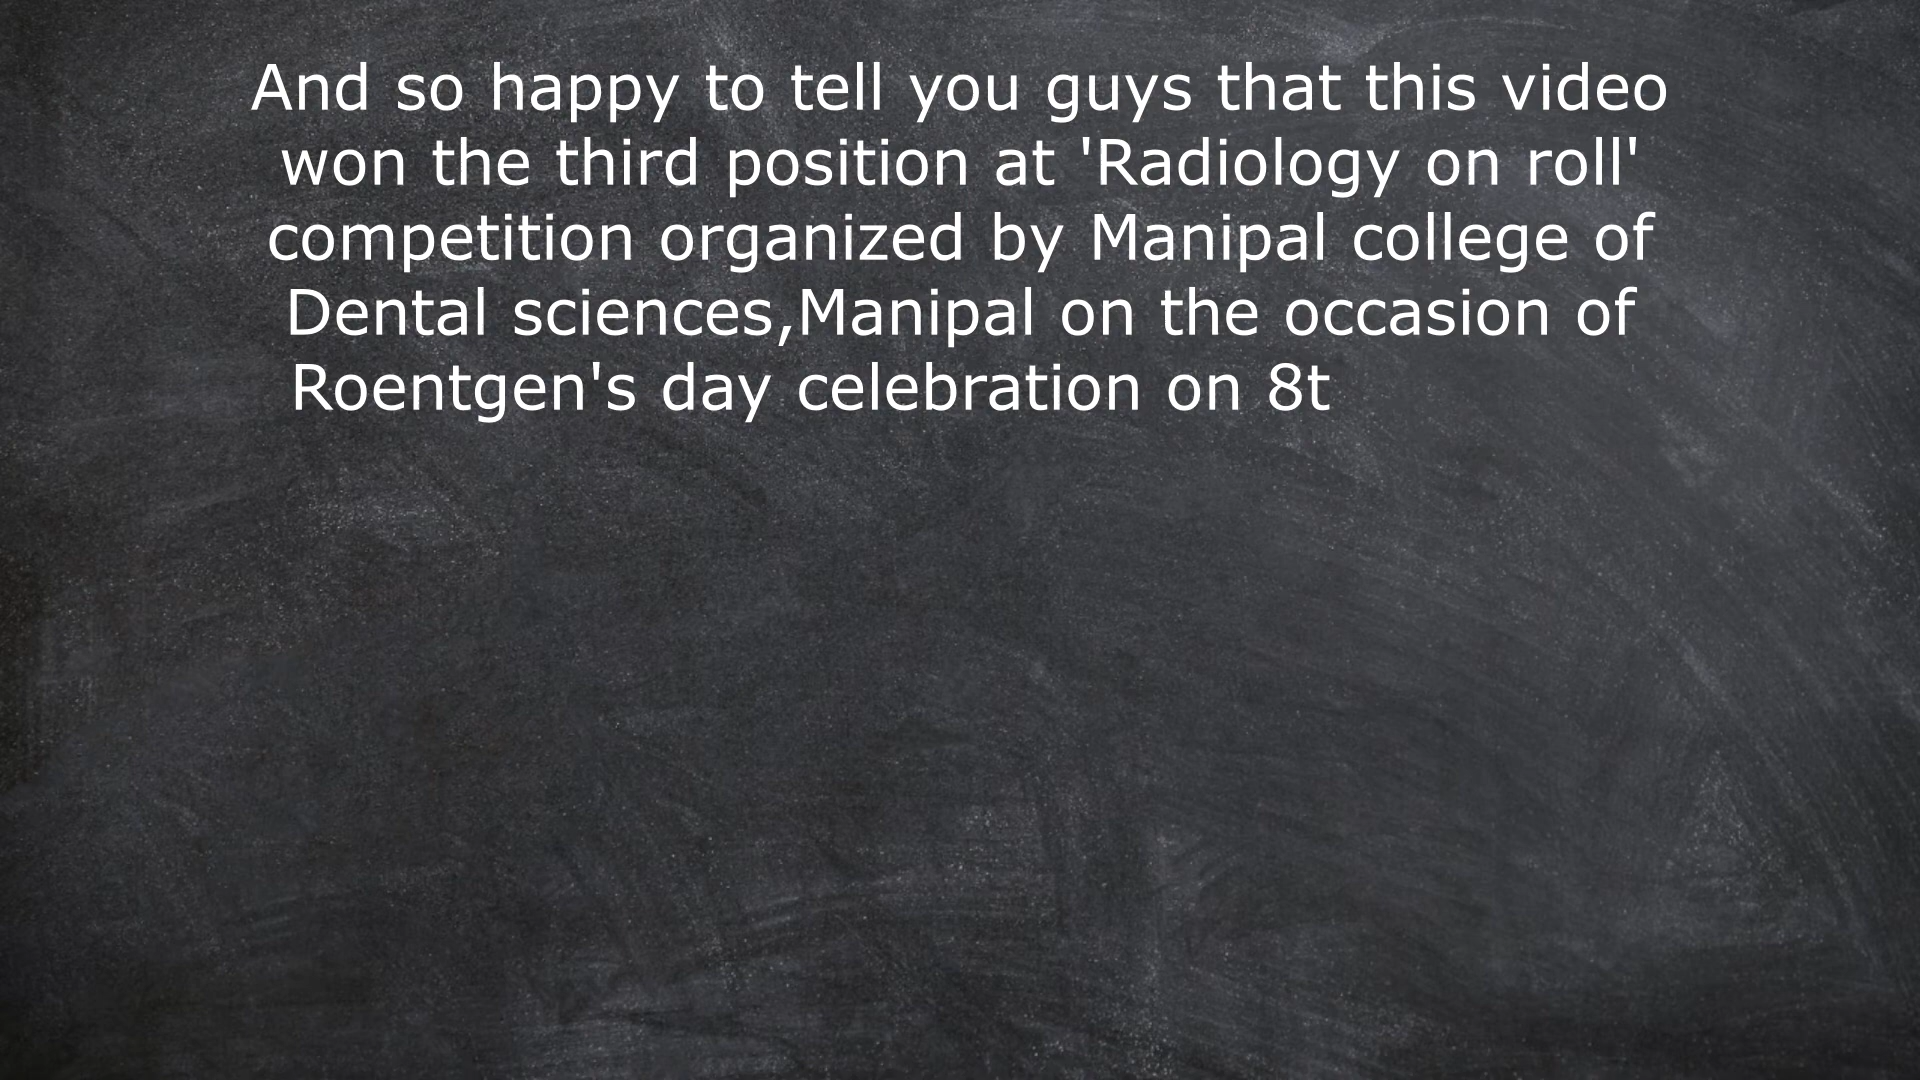 And so happy to tell you guys that this video
won the third position at 'Radiology on roll'
competition organized by Manipal college of
Dental sciences,Manipal on the occasion of
Roentgen's day celebration on 8t